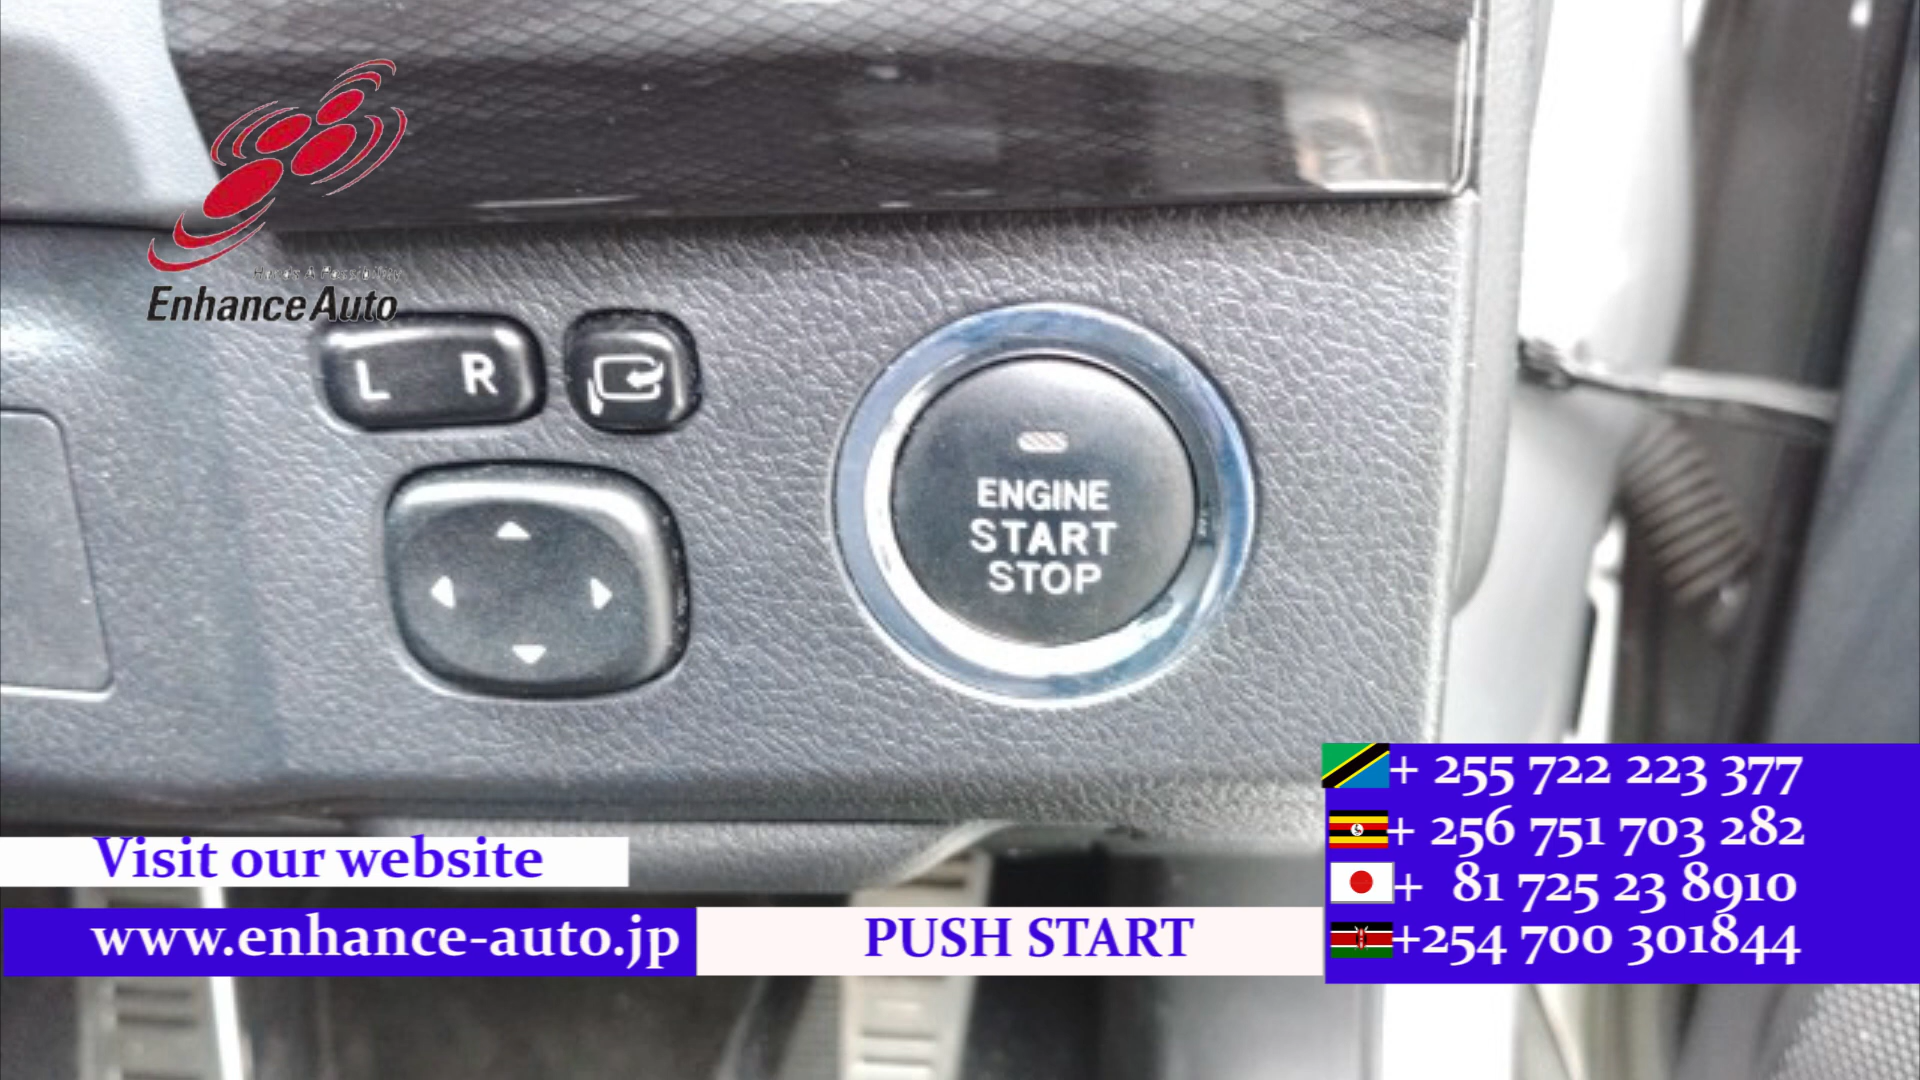 Enhance Auto
L R
ENGINE
START
STOP
+ 255 722 223 377
+ 256 751 703 282
+ 81 725 23 8910
+254 700 301844
Visit our website
www.enhance-auto.jp
PUSH START